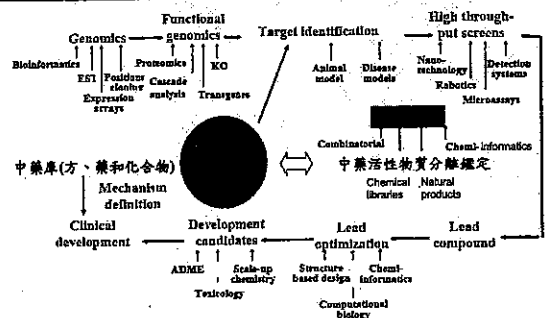 Genomics
Functional genomics
Target identification
High through-put screens
Bioinformatics
EST
Expression arrays
Positional cloning
Proteomics
Cascade analysis
KO
Transgenes
Animal model
Disease models
Nano-technology
Robotics
Microassays
Detection systems
Combinatorial
Chemi-informatics
中藥庫(方、藥和化合物)
中藥活性物質分離鑑定
Chemical libraries
Natural products
Mechanism definition
Clinical development
Development candidates
Lead optimization
Lead compound
ADME
Toxicology
Scale-up chemistry
Structure based design
Chemi-informatics
Computational biology